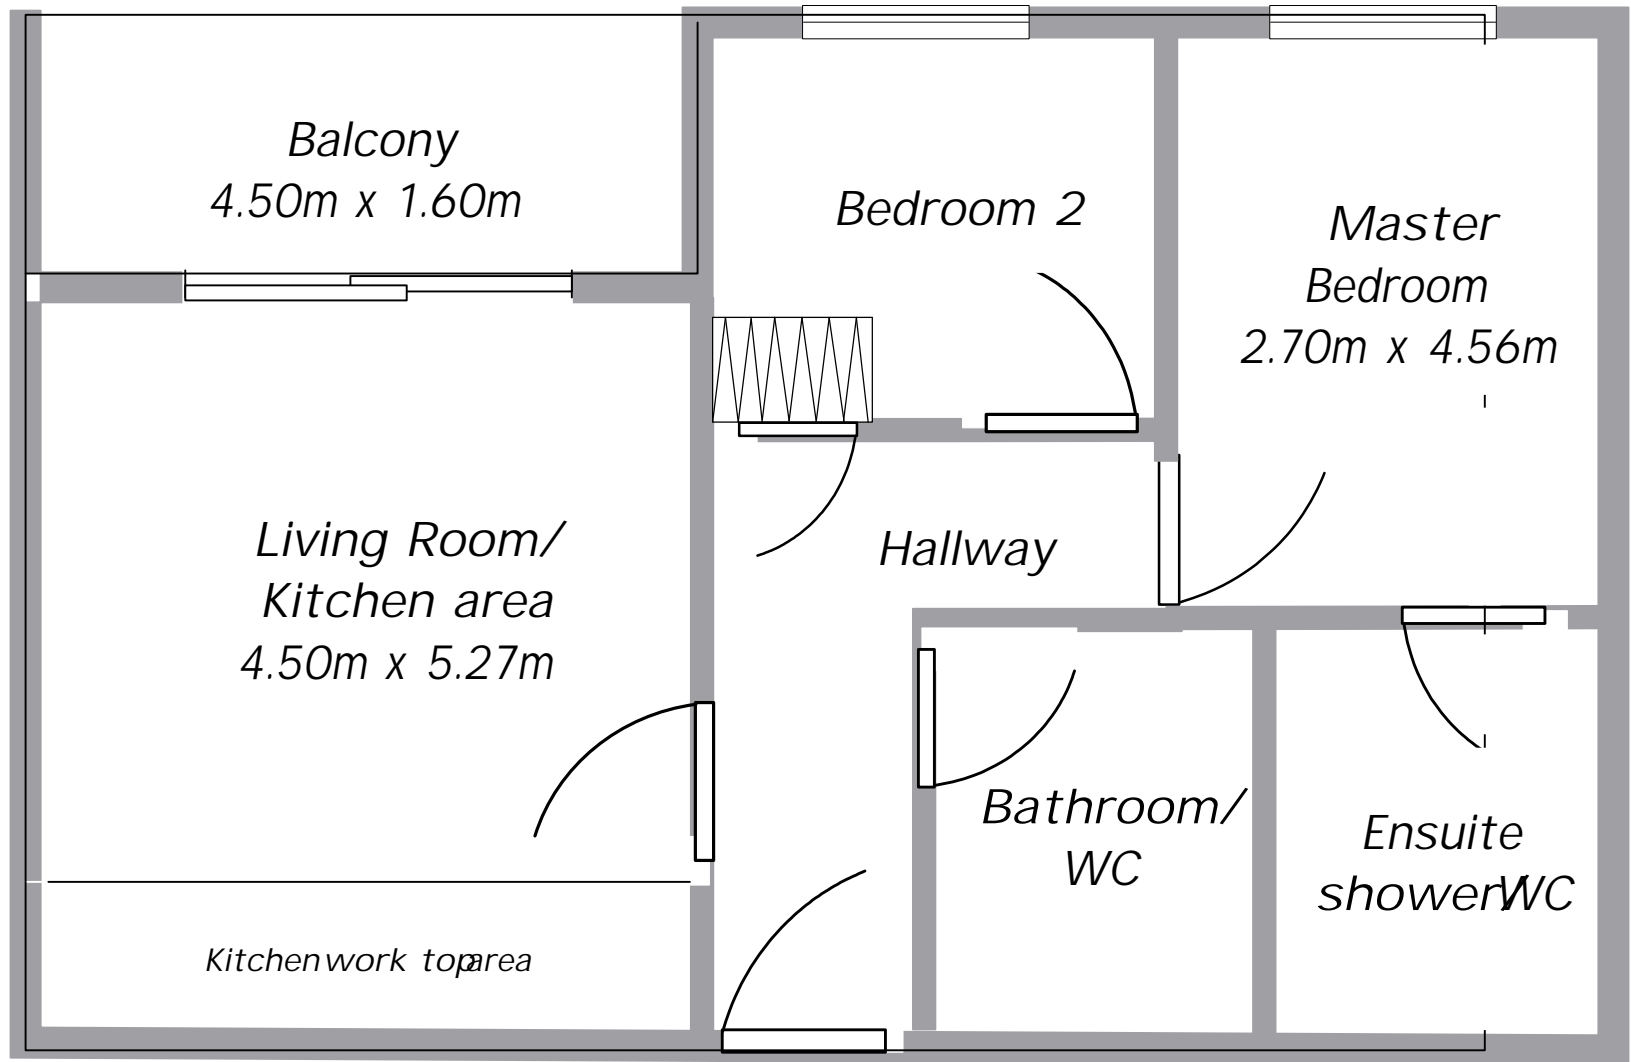 Balcony
4.50m x 1.60m
Bedroom 2
Master
Bedroom
2.70m x 4.56m
Living Room/
Kitchen area
4.50m x 5.27m
Hallway
Bathroom/
WC
Ensuite
shower/WC
Kitchen work top area